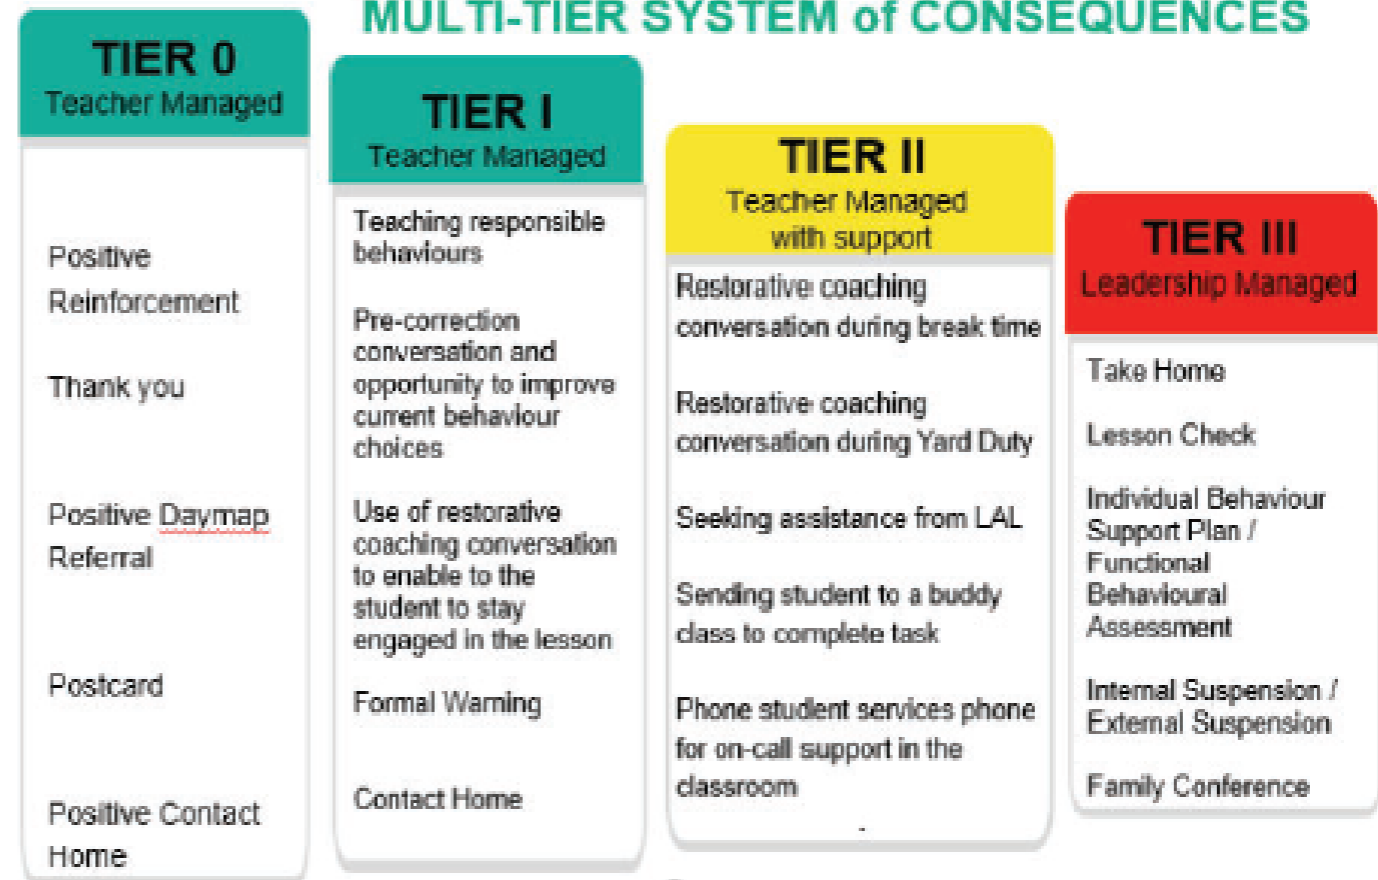 MULTI-TIER SYSTEM of CONSEQUENCES
TIER 0
Teacher Managed
Positive
Reinforcement
Thank you
Positive Daymap
Referral
Postcard
Positive Contact
Home
TIER I
Teacher Managed
Teaching responsible
behaviours
Pre-correction
conversation and
opportunity to improve
current behaviour
choices
Use of restorative
coaching conversation
to enable to the
student to stay
engaged in the lesson
Formal Warning
Contact Home
TIER II
Teacher Managed
with support
Restorative coaching
conversation during break time
Restorative coaching
conversation during Yard Duty
Seeking assistance from LAL
Sending student to a buddy
class to complete task
Phone student services phone
for on-call support in the
classroom
.
TIER III
Leadership Managed
Take Home
Lesson Check
Individual Behaviour
Support Plan /
Functional
Behavioural
Assessment
Internal Suspension /
External Suspension
Family Conference